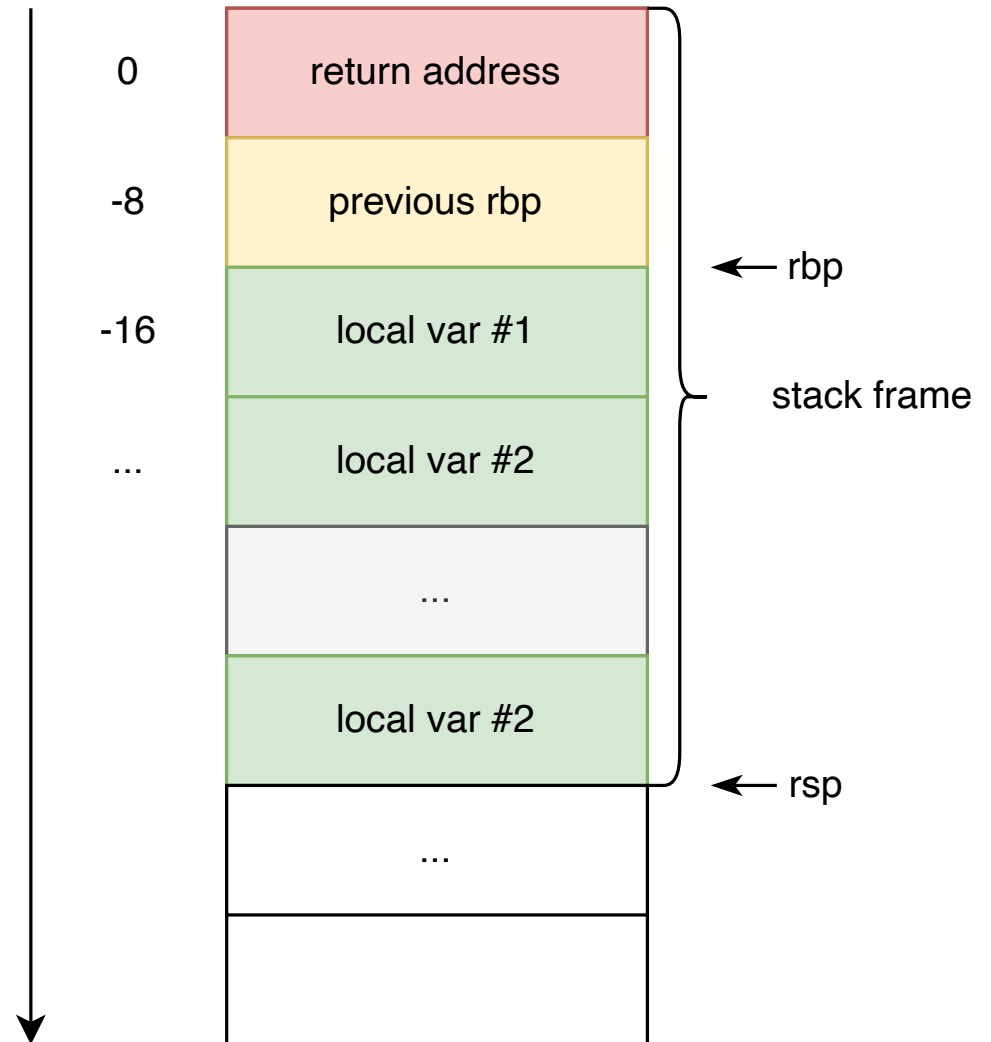 0
return address
-8
previous rbp
rbp
-16
local var #1
stack frame
...
local var #2
...
local var #2
rsp
...